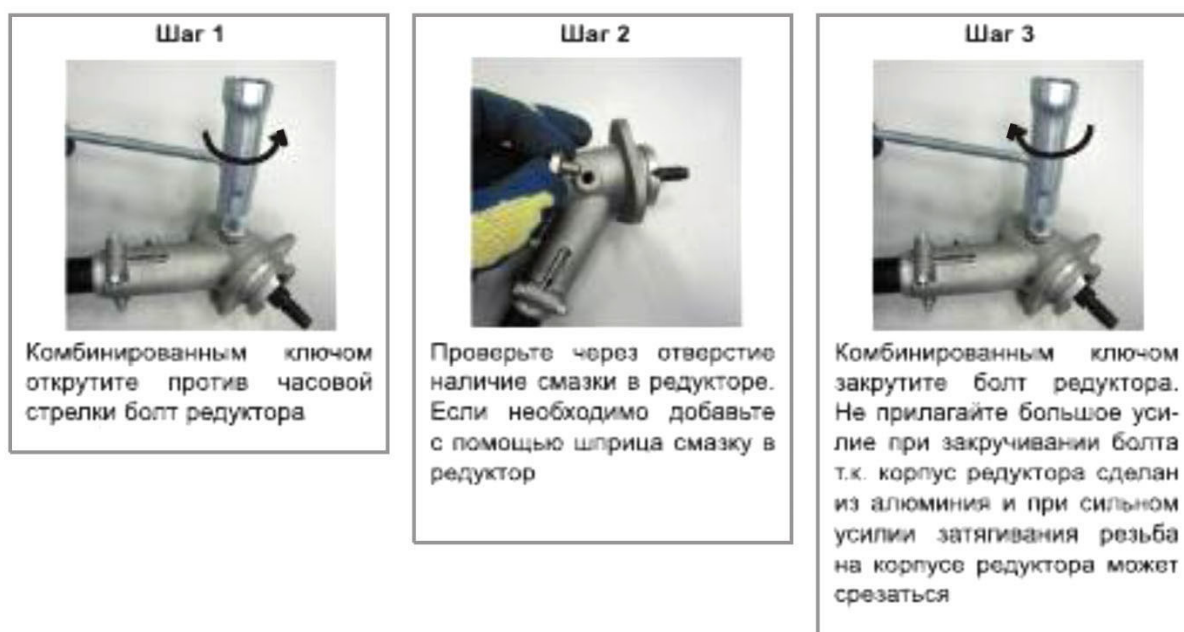 Шаг 1
Комбинированным ключом
открутите против часовой
стрелки болт редуктора
Шаг 2
Проверьте через отверстие
наличие смазки в редукторе.
Если необходимо добавьте
с помощью шприца смазку в
редуктор
Шаг 3
Комбинированным ключом
закрутите болт редуктора.
Не прилагайте большое уси-
лие при закручивании болта
т.к. корпус редуктора сделан
из алюминия и при сильном
усилии затягивания резьба
на корпусе редуктора может
срезаться